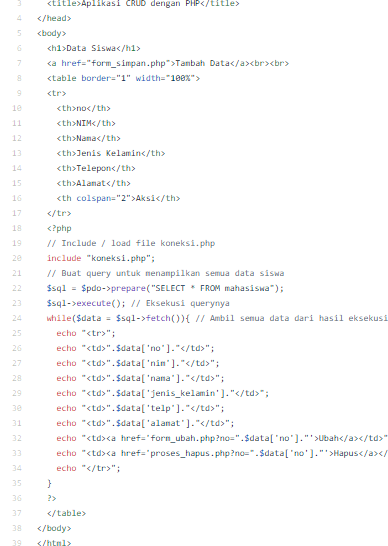 3 <title>Aplikasi CRUD dengan PHP</title>
4 </head>
5 <body>
6 <h1>Data Siswa</h1>
7 <a href="form_simpan.php">Tambah Data</a><br><br>
8 <table border="1" width="100%">
9 <tr>
10 <th>no</th>
11 <th>NIM</th>
12 <th>Nama</th>
13 <th>Jenis Kelamin</th>
14 <th>Telepon</th>
15 <th>Alamat</th>
16 <th colspan="2">Aksi</th>
17 </tr>
18 <?php
19 // Include / load file koneksi.php
20 include "koneksi.php";
21 // Buat query untuk menampilkan semua data siswa
22 $sql = $pdo->prepare("SELECT * FROM mahasiswa");
23 $sql->execute(); // Eksekusi querynya
24 while($data = $sql->fetch()){ // Ambil semua data dari hasil eksekusi
25 echo "<tr>";
26 echo "<td>".$data['no']."</td>";
27 echo "<td>".$data['nim']."</td>";
28 echo "<td>".$data['nama']."</td>";
29 echo "<td>".$data['jenis_kelamin']."</td>";
30 echo "<td>".$data['telp']."</td>";
31 echo "<td>".$data['alamat']."</td>";
32 echo "<td><a href='form_ubah.php?no=".$data['no']."'>Ubah</a></td>"
33 echo "<td><a href='proses_hapus.php?no=".$data['no']."'>Hapus</a></
34 echo "</tr>";
35 }
36 ?>
37 </table>
38 </body>
39 </html>